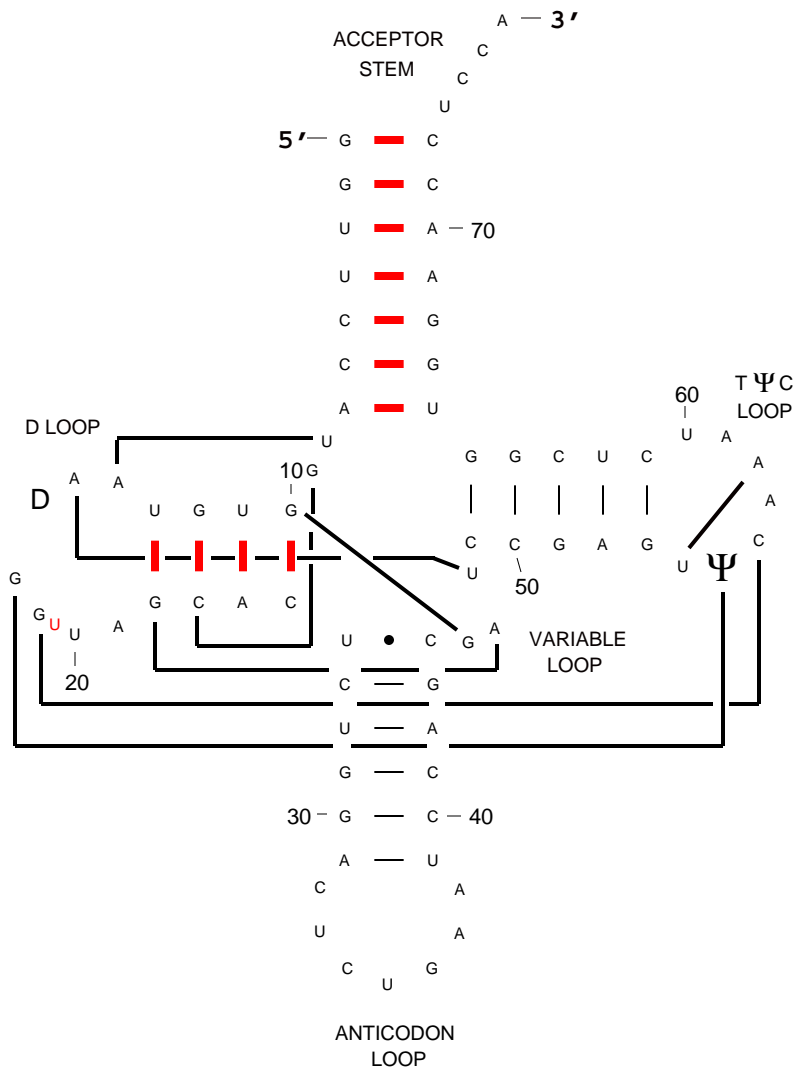 A 3'
ACCEPTOR
STEM
C
C
U
5' G C
G C
U A 70
U A
C G
C G
A U
T Ψ C
LOOP
60
D LOOP
U
U A
G G C U C A
10 G
A A
D
A
U G U G
C C G A G U Ψ C
U 50
G
G C A C
G U U A
20
U • C G A
VARIABLE
LOOP
C G
U A
G C
30 G C 40
A U
C A
U A
C U G
ANTICODON
LOOP